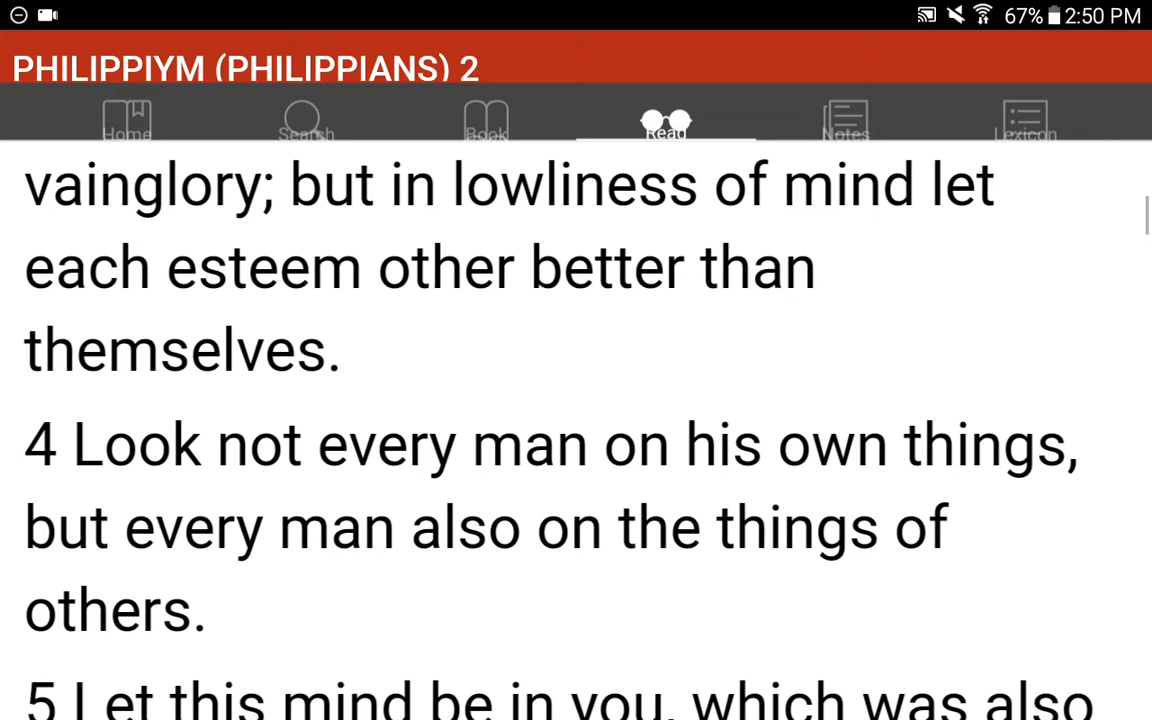 67% 2:50 PM
PHILIPPIYM (PHILIPPIANS) 2
Home Search Book Read Notes Lexicon
vainglory; but in lowliness of mind let
each esteem other better than
themselves.
4 Look not every man on his own things,
but every man also on the things of
others.
5 Let this mind be in you, which was also